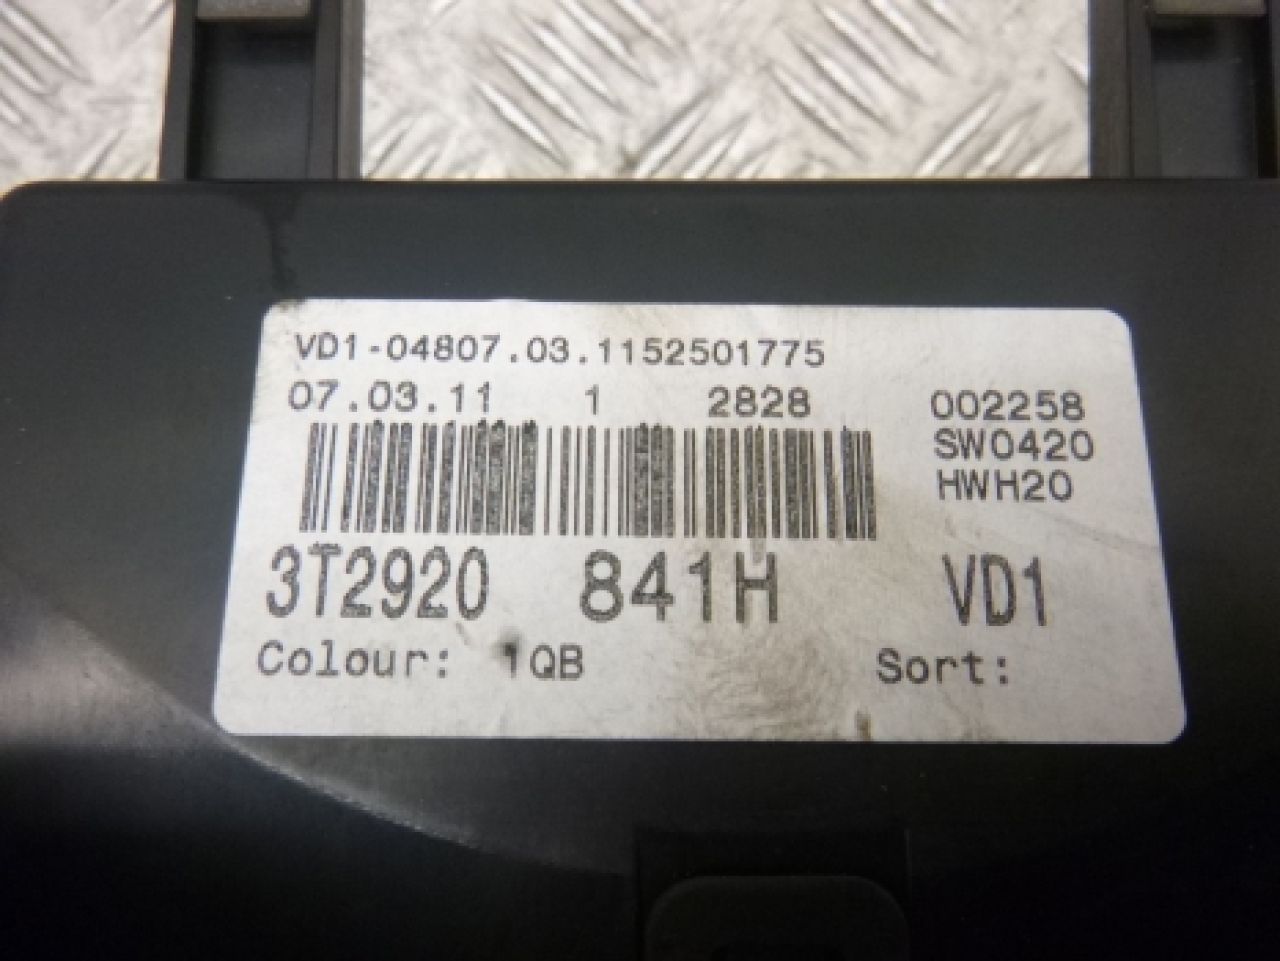 VD1-04807.03.1152501775
07.03.11 1 2828 002258
SW0420
HWH20
3T2920 841H VD1
Colour: 1QB Sort: